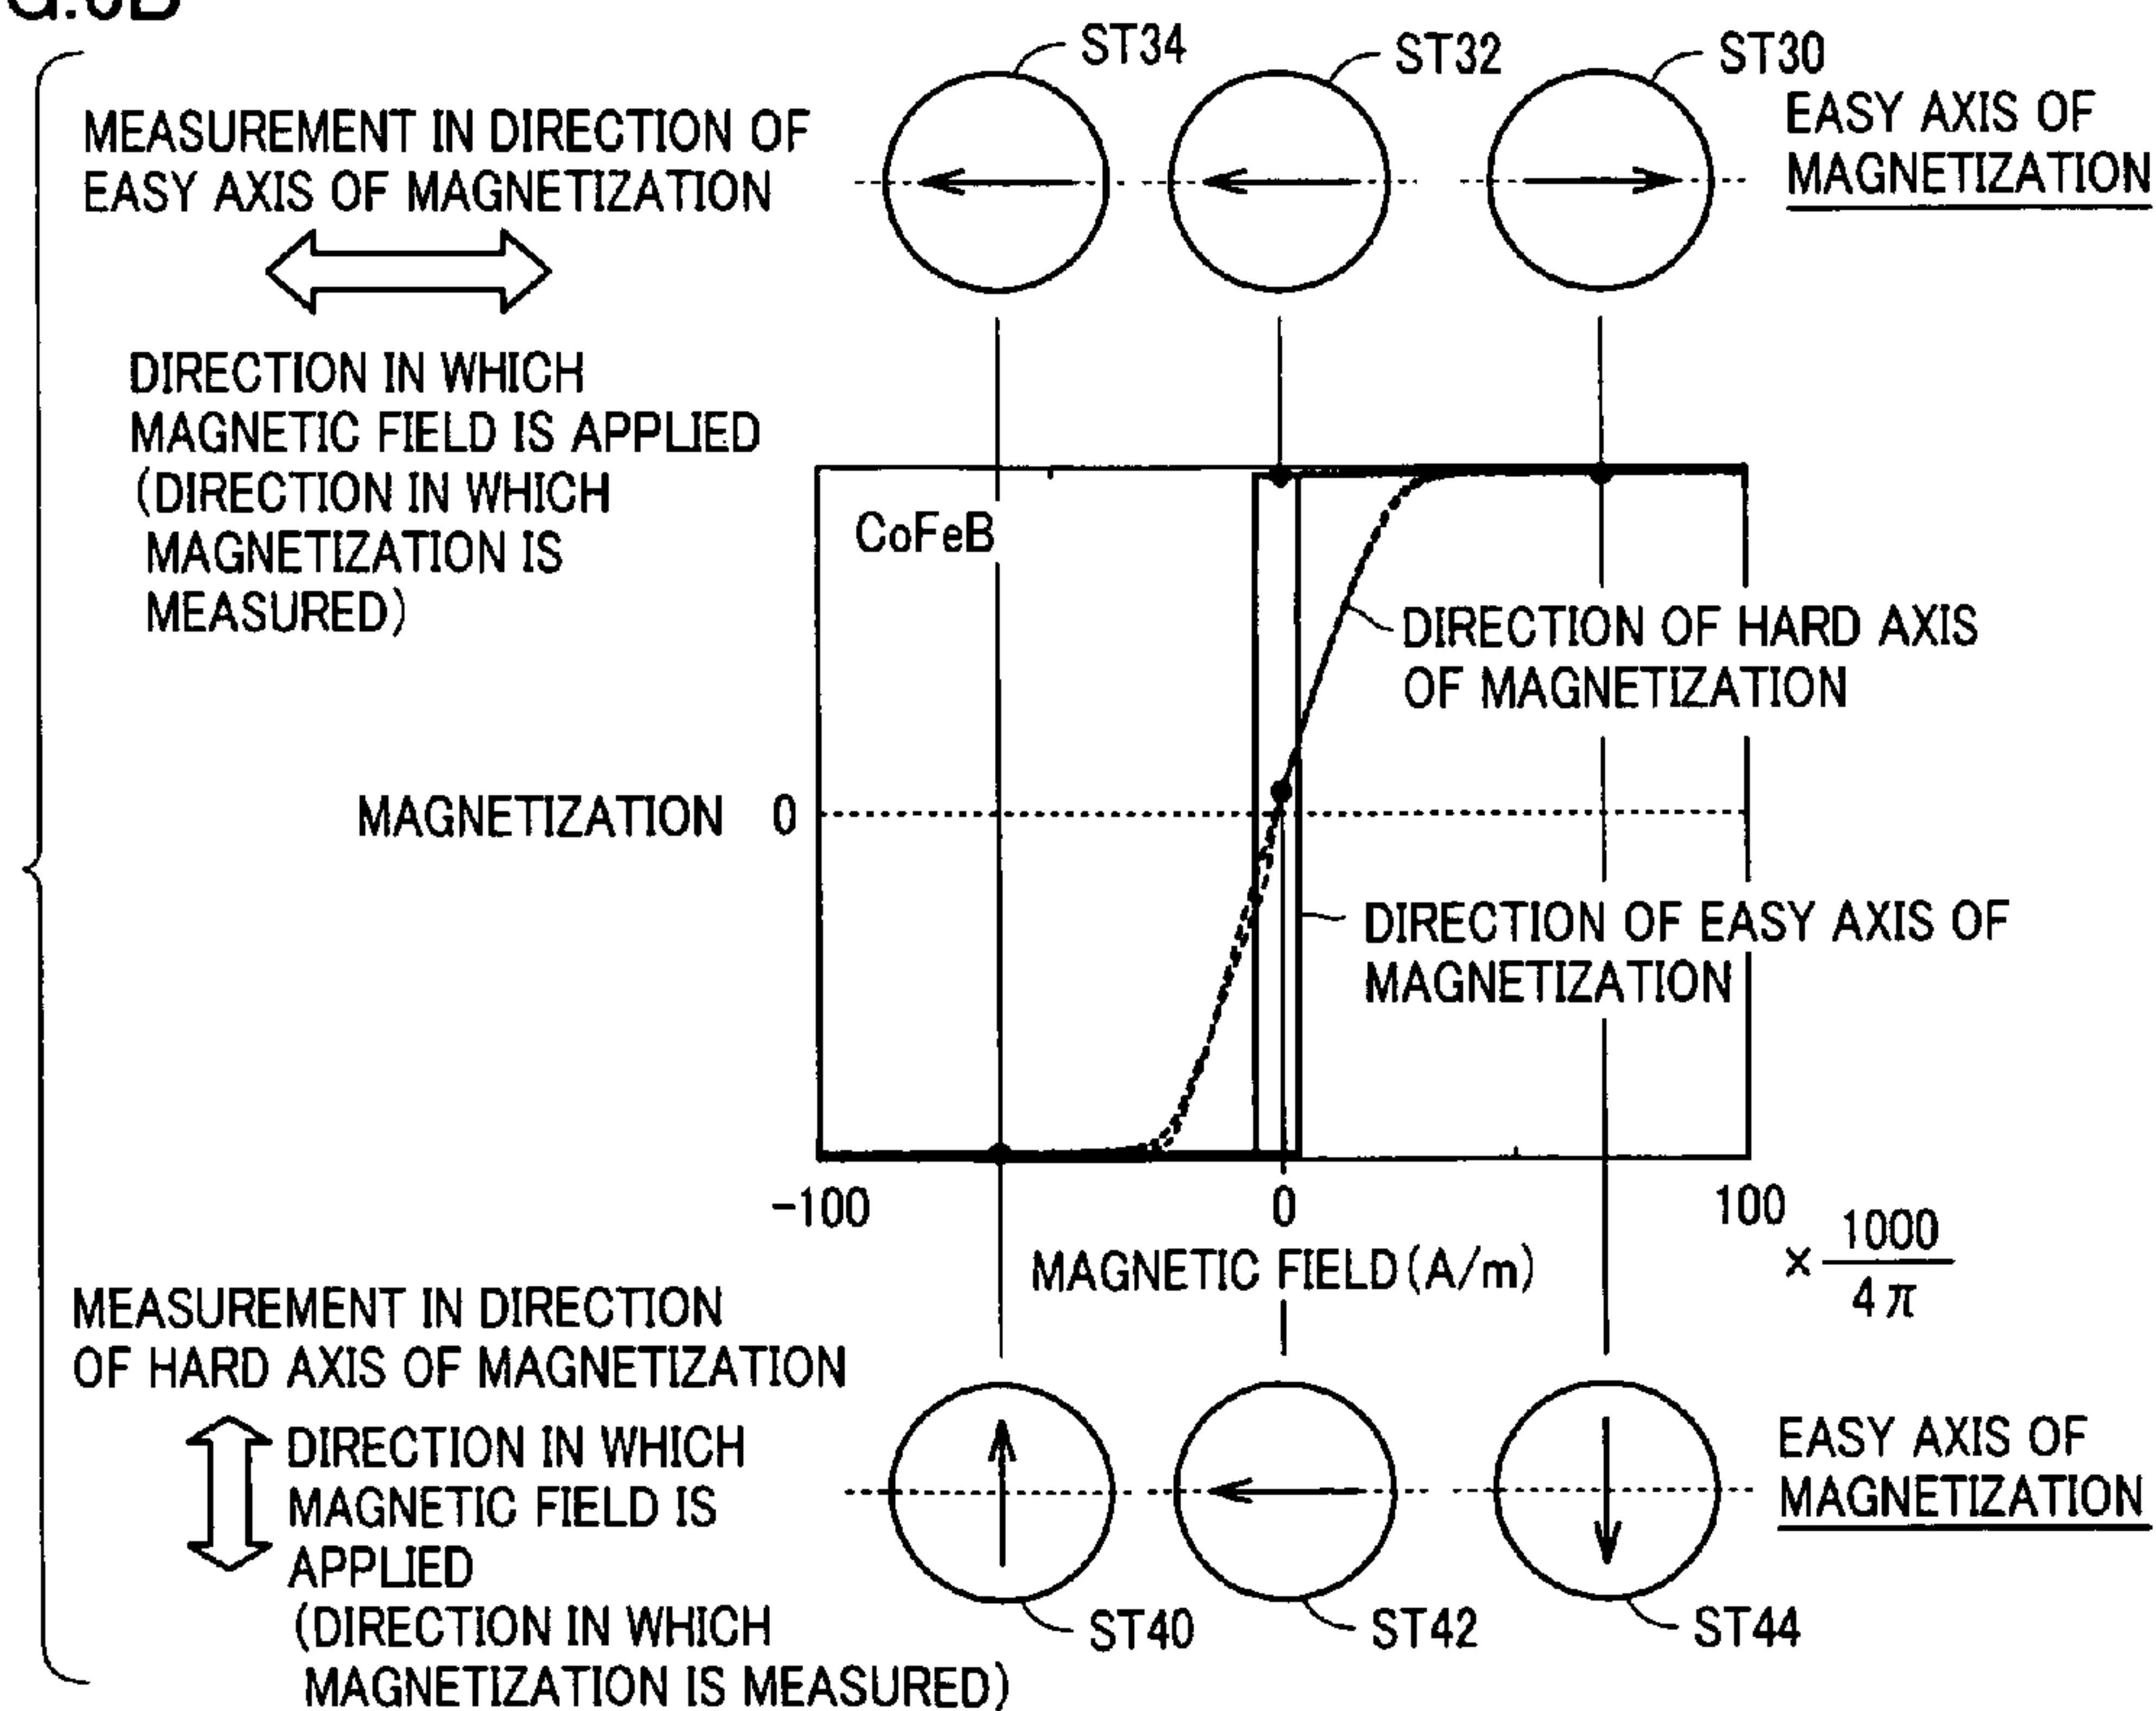 ST34
ST32
ST30
MEASUREMENT IN DIRECTION OF
EASY AXIS OF MAGNETIZATION
EASY AXIS OF
MAGNETIZATION
DIRECTION IN WHICH
MAGNETIC FIELD IS APPLIED
(DIRECTION IN WHICH
MAGNETIZATION IS
MEASURED)
CoFeB
DIRECTION OF HARD AXIS
OF MAGNETIZATION
MAGNETIZATION 0
DIRECTION OF EASY AXIS OF
MAGNETIZATION
-100 0 100 × 1000
4π
MAGNETIC FIELD(A/m)
MEASUREMENT IN DIRECTION
OF HARD AXIS OF MAGNETIZATION
DIRECTION IN WHICH
MAGNETIC FIELD IS
APPLIED
(DIRECTION IN WHICH
MAGNETIZATION IS MEASURED)
EASY AXIS OF
MAGNETIZATION
ST40
ST42
ST44